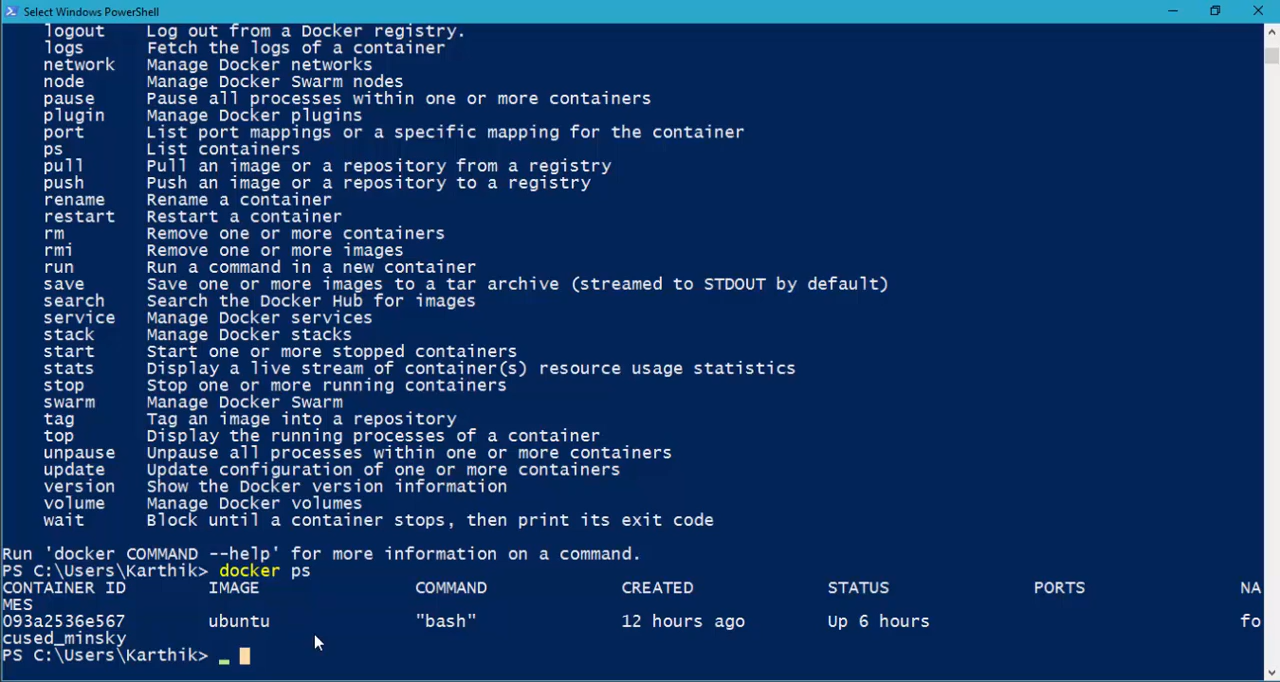 Select Windows PowerShell
logout Log out from a Docker registry.
logs Fetch the logs of a container
network Manage Docker networks
node Manage Docker Swarm nodes
pause Pause all processes within one or more containers
plugin Manage Docker plugins
port List port mappings or a specific mapping for the container
ps List containers
pull Pull an image or a repository from a registry
push Push an image or a repository to a registry
rename Rename a container
restart Restart a container
rm Remove one or more containers
rmi Remove one or more images
run Run a command in a new container
save Save one or more images to a tar archive (streamed to STDOUT by default)
search Search the Docker Hub for images
service Manage Docker services
stack Manage Docker stacks
start Start one or more stopped containers
stats Display a live stream of container(s) resource usage statistics
stop Stop one or more running containers
swarm Manage Docker Swarm
tag Tag an image into a repository
top Display the running processes of a container
unpause Unpause all processes within one or more containers
update Update configuration of one or more containers
version Show the Docker version information
volume Manage Docker volumes
wait Block until a container stops, then print its exit code
Run 'docker COMMAND --help' for more information on a command.
PS C:\Users\Karthik> docker ps
CONTAINER ID IMAGE COMMAND CREATED STATUS PORTS NA
MES
093a2536e567 ubuntu "bash" 12 hours ago Up 6 hours fo
cused_minsky
PS C:\Users\Karthik> _